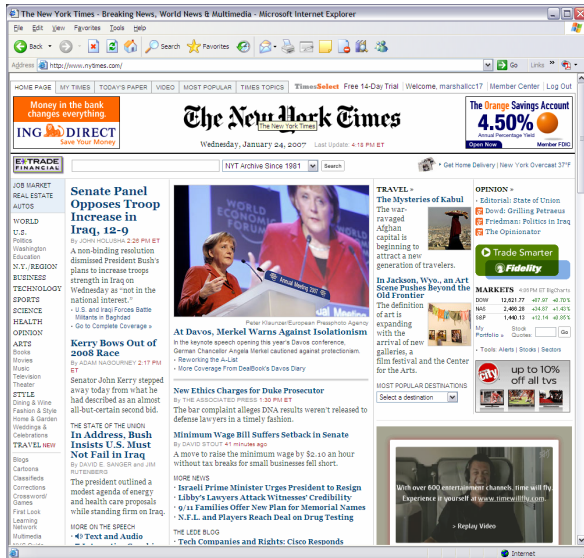 The New York Times - Breaking News, World News & Multimedia - Microsoft Internet Explorer
File Edit View Favorites Tools Help
Back Search Favorites
Address http://www.nytimes.com/ Go Links »
HOME PAGE MY TIMES TODAY'S PAPER VIDEO MOST POPULAR TIMES TOPICS TimesSelect Free 14-Day Trial Welcome, marshallcc17 Member Center Log Out
Money in the bank
changes everything.
ING DIRECT
Save Your Money
The New York Times
The New York Times
Wednesday, January 24, 2007 Last Update: 4:18 PM ET
The Orange Savings Account
4.50%
Annual Percentage Yield
Open Now Member FDIC
E*TRADE
FINANCIAL
NYT Archive Since 1981 Search
Get Home Delivery New York Overcast 37°F
JOB MARKET
REAL ESTATE
AUTOS
WORLD
U.S.
Politics
Washington
Education
N.Y./REGION
BUSINESS
TECHNOLOGY
SPORTS
SCIENCE
HEALTH
OPINION
ARTS
Books
Movies
Music
Television
Theater
STYLE
Dining & Wine
Fashion & Style
Home & Garden
Weddings &
Celebrations
TRAVEL NEW
Blogs
Cartoons
Classifieds
Corrections
Crossword/
Games
First Look
Learning
Network
Multimedia
NYC Guide
Senate Panel
Opposes Troop
Increase in
Iraq, 12-9
By JOHN HOLUSHA 2:25 PM ET
A non-binding resolution
dismissed President Bush's
plans to increase troops
strength in Iraq on
Wednesday as "not in the
national interest."
U.S. and Iraqi Forces Battle
Militants in Baghdad
Go to Complete Coverage »
Kerry Bows Out of
2008 Race
By ADAM NAGOURNEY 2:17 PM
ET
Senator John Kerry stepped
away today from what he
had described as an almost
all-but-certain second bid.
THE STATE OF THE UNION
In Address, Bush
Insists U.S. Must
Not Fail in Iraq
By DAVID E. SANGER and JIM
RUTENBERG
The president outlined a
modest agenda of energy
and health care proposals
while standing firm on Iraq.
MORE ON THE SPEECH
Text and Audio
WORLD
ECONOMIC
FORUM
Annual Meeting 2007
Annual Meeting
Peter Klaunzer/European Pressphoto Agency
At Davos, Merkel Warns Against Isolationism
In the keynote speech opening this year's Davos conference,
German Chancellor Angela Merkel cautioned against protectionism.
Reworking the A-List
More Coverage From DealBook's Davos Diary
New Ethics Charges for Duke Prosecutor
By THE ASSOCIATED PRESS 1:30 PM ET
The bar complaint alleges DNA results weren't released to
defense lawyers in a timely fashion.
Minimum Wage Bill Suffers Setback in Senate
By DAVID STOUT 41 minutes ago
A move to raise the minimum wage by $2.10 an hour
without tax breaks for small businesses fell short.
MORE NEWS
Israeli Prime Minister Urges President to Resign
Libby's Lawyers Attack Witnesses' Credibility
9/11 Families Offer New Plan for Memorial Names
N.F.L. and Players Reach Deal on Drug Testing
THE LEDE BLOG
Tech Companies and Rights: Cisco Responds
TRAVEL »
The Mysteries of Kabul
The war-
ravaged
Afghan
capital is
beginning to
attract a new
generation of travelers.
In Jackson, Wyo., an Art
Scene Pushes Beyond the
Old Frontier
The definition
of art is
expanding
with the
arrival of new
galleries, a
film festival and the Center
for the Arts.
MOST POPULAR DESTINATIONS
Select a destination
OPINION »
Editorial: State of Union
Dowd: Grilling Petraeus
Friedman: Politics in Iraq
The Opinionator
Trade Smarter
Fidelity
MARKETS 4:05PM ET BigCharts
DOW 12,621.77 +87.97 +0.70%
NAS 2,466.28 +34.67 +1.43%
S&P 1,440.13 +12.14 +0.85%
My
Portfolio »
Stock
Quotes: Go
Tools: Alerts | Stocks | Sectors
city up to 10%
off all tvs
With over 600 entertainment channels, time will fly.
Experience it yourself at www.timewillfly.com.
> Replay Video
Internet